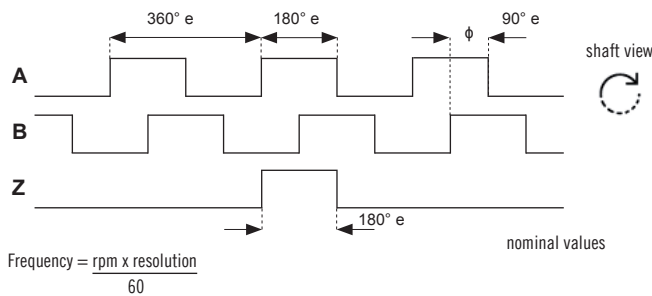 360° e 180° e ϕ 90° e
shaft view
A
B
Z
180° e
nominal values
Frequency = rpm x resolution
60